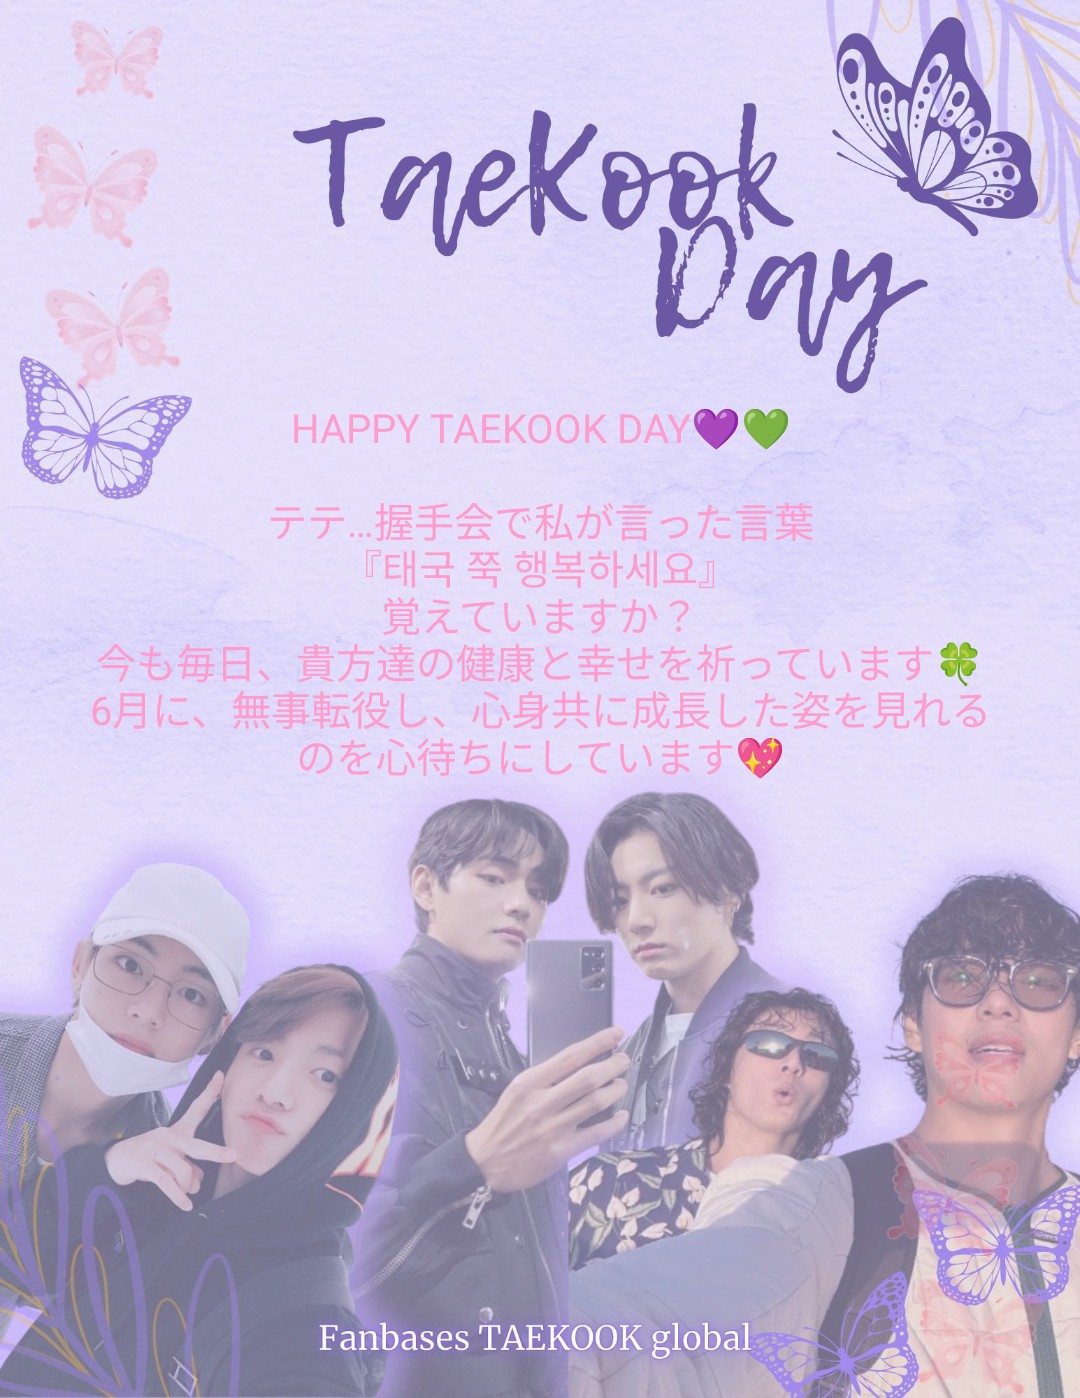 TaeKook
Day
HAPPY TAEKOOK DAY💜💚
テテ...握手会で私が言った言葉
『태국 쭉 행복하세요』
覚えていますか？
今も毎日、貴方達の健康と幸せを祈っています🍀
6月に、無事転役し、心身共に成長した姿を見れる
のを心待ちにしています💖
Fanbases TAEKOOK global